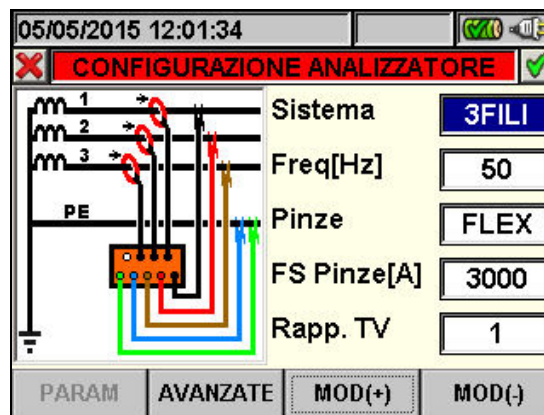 05/05/2015 12:01:34
CONFIGURAZIONE ANALIZZATORE
1
2
3
PE
Sistema 3FILI
Freq[Hz] 50
Pinze FLEX
FS Pinze[A] 3000
Rapp. TV 1
PARAM AVANZATE MOD(+) MOD(-)